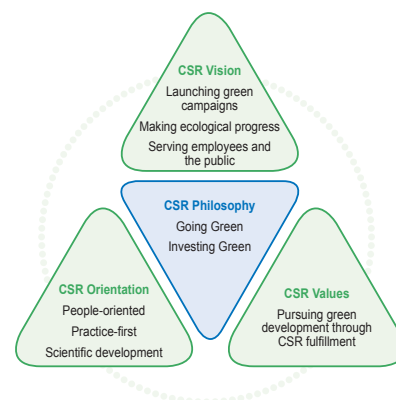 CSR Vision
Launching green
campaigns
Making ecological progress
Serving employees and
the public
CSR Philosophy
Going Green
Investing Green
CSR Orientation
People-oriented
Practice-first
Scientific development
CSR Values
Pursuing green
development through
CSR fulfillment